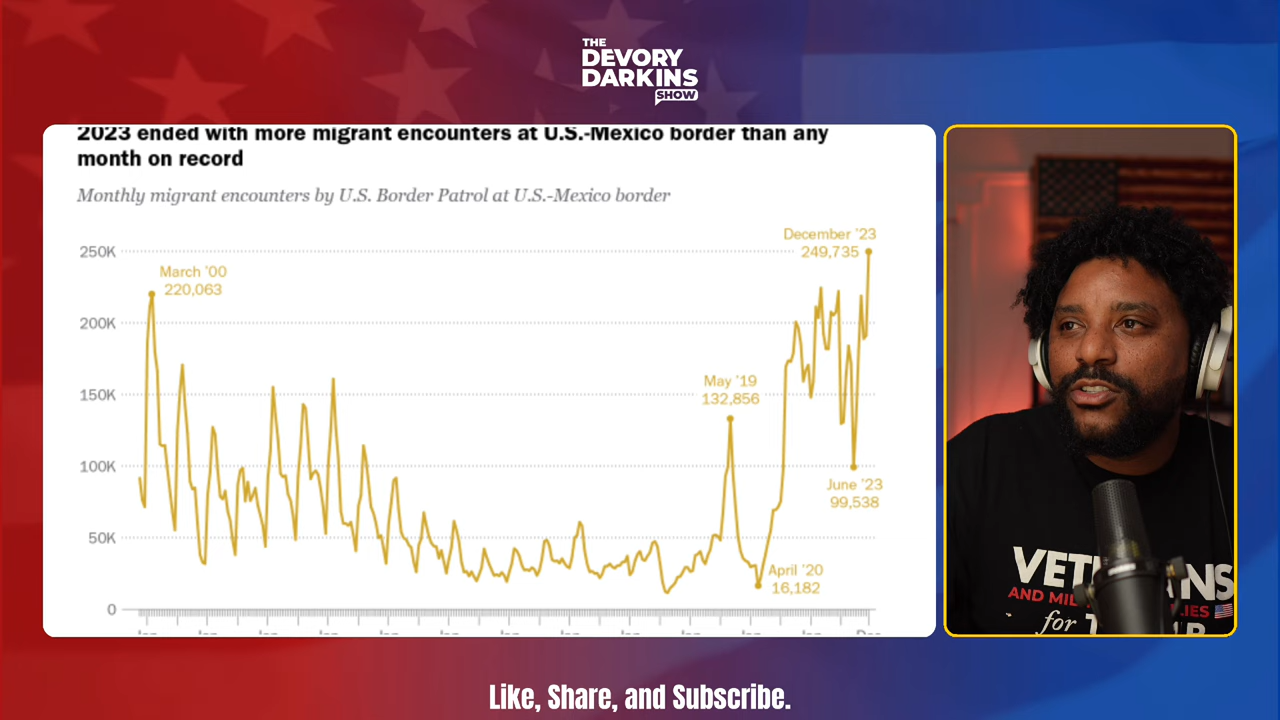 THE
DEVORY
DARKINS
SHOW
2023 ended with more migrant encounters at U.S.-Mexico border than any
month on record
Monthly migrant encounters by U.S. Border Patrol at U.S.-Mexico border
December '23
249,735
250K
March '00
220,063
200K
May '19
132,856
150K
100K
June '23
99,538
50K
April '20
16,182
0
AND
for
Like, Share, and Subscribe.